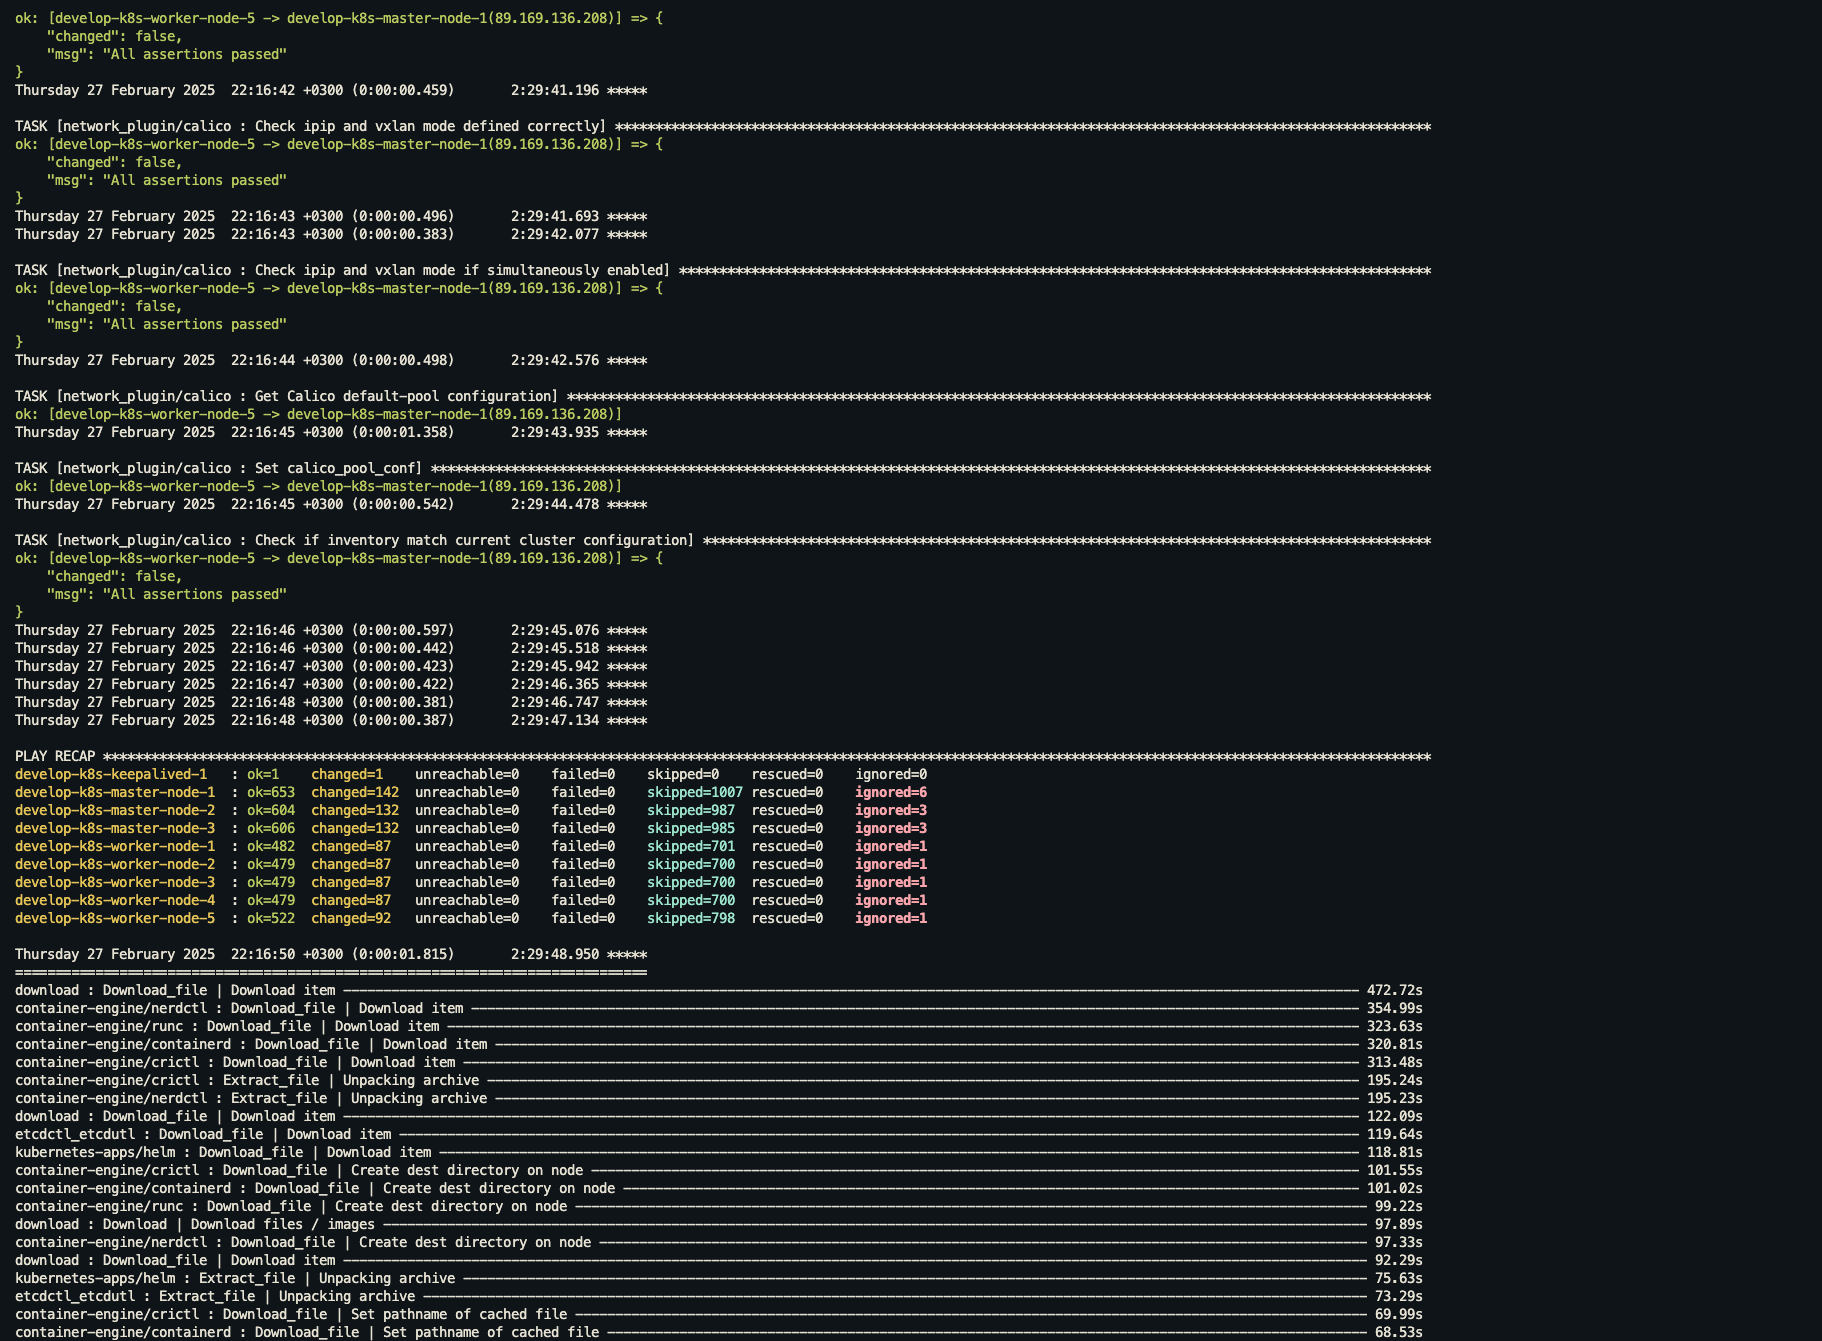 ok: [develop-k8s-worker-node-5 -> develop-k8s-master-node-1(89.169.136.208)] => {
    "changed": false,
    "msg": "All assertions passed"
}
Thursday 27 February 2025  22:16:42 +0300 (0:00:00.459)       2:29:41.196 *****

TASK [network_plugin/calico : Check ipip and vxlan mode defined correctly] ******************************************************************************************************
ok: [develop-k8s-worker-node-5 -> develop-k8s-master-node-1(89.169.136.208)] => {
    "changed": false,
    "msg": "All assertions passed"
}
Thursday 27 February 2025  22:16:43 +0300 (0:00:00.496)       2:29:41.693 *****
Thursday 27 February 2025  22:16:43 +0300 (0:00:00.383)       2:29:42.077 *****

TASK [network_plugin/calico : Check ipip and vxlan mode if simultaneously enabled] **********************************************************************************************
ok: [develop-k8s-worker-node-5 -> develop-k8s-master-node-1(89.169.136.208)] => {
    "changed": false,
    "msg": "All assertions passed"
}
Thursday 27 February 2025  22:16:44 +0300 (0:00:00.498)       2:29:42.576 *****

TASK [network_plugin/calico : Get Calico default-pool configuration] ************************************************************************************************************
ok: [develop-k8s-worker-node-5 -> develop-k8s-master-node-1(89.169.136.208)]
Thursday 27 February 2025  22:16:45 +0300 (0:00:01.358)       2:29:43.935 *****

TASK [network_plugin/calico : Set calico_pool_conf] *****************************************************************************************************************************
ok: [develop-k8s-worker-node-5 -> develop-k8s-master-node-1(89.169.136.208)]
Thursday 27 February 2025  22:16:45 +0300 (0:00:00.542)       2:29:44.478 *****

TASK [network_plugin/calico : Check if inventory match current cluster configuration] *******************************************************************************************
ok: [develop-k8s-worker-node-5 -> develop-k8s-master-node-1(89.169.136.208)] => {
    "changed": false,
    "msg": "All assertions passed"
}
Thursday 27 February 2025  22:16:46 +0300 (0:00:00.597)       2:29:45.076 *****
Thursday 27 February 2025  22:16:46 +0300 (0:00:00.442)       2:29:45.518 *****
Thursday 27 February 2025  22:16:47 +0300 (0:00:00.423)       2:29:45.942 *****
Thursday 27 February 2025  22:16:47 +0300 (0:00:00.422)       2:29:46.365 *****
Thursday 27 February 2025  22:16:48 +0300 (0:00:00.381)       2:29:46.747 *****
Thursday 27 February 2025  22:16:48 +0300 (0:00:00.387)       2:29:47.134 *****

PLAY RECAP **********************************************************************************************************************************************************************
develop-k8s-keepalived-1   : ok=1    changed=1    unreachable=0    failed=0    skipped=0    rescued=0    ignored=0
develop-k8s-master-node-1  : ok=653  changed=142  unreachable=0    failed=0    skipped=1007 rescued=0    ignored=6
develop-k8s-master-node-2  : ok=604  changed=132  unreachable=0    failed=0    skipped=987  rescued=0    ignored=3
develop-k8s-master-node-3  : ok=606  changed=132  unreachable=0    failed=0    skipped=985  rescued=0    ignored=3
develop-k8s-worker-node-1  : ok=482  changed=87   unreachable=0    failed=0    skipped=701  rescued=0    ignored=1
develop-k8s-worker-node-2  : ok=479  changed=87   unreachable=0    failed=0    skipped=700  rescued=0    ignored=1
develop-k8s-worker-node-3  : ok=479  changed=87   unreachable=0    failed=0    skipped=700  rescued=0    ignored=1
develop-k8s-worker-node-4  : ok=479  changed=87   unreachable=0    failed=0    skipped=700  rescued=0    ignored=1
develop-k8s-worker-node-5  : ok=522  changed=92   unreachable=0    failed=0    skipped=798  rescued=0    ignored=1

Thursday 27 February 2025  22:16:50 +0300 (0:00:01.815)       2:29:48.950 *****
===============================================================================
download : Download_file | Download item ------------------------------------------------------------------------------------------------------------------------------- 472.72s
container-engine/nerdctl : Download_file | Download item --------------------------------------------------------------------------------------------------------------- 354.99s
container-engine/runc : Download_file | Download item ------------------------------------------------------------------------------------------------------------------ 323.63s
container-engine/containerd : Download_file | Download item ------------------------------------------------------------------------------------------------------------ 320.81s
container-engine/crictl : Download_file | Download item ---------------------------------------------------------------------------------------------------------------- 313.48s
container-engine/crictl : Extract_file | Unpacking archive ------------------------------------------------------------------------------------------------------------- 195.24s
container-engine/nerdctl : Extract_file | Unpacking archive ------------------------------------------------------------------------------------------------------------ 195.23s
download : Download_file | Download item ------------------------------------------------------------------------------------------------------------------------------- 122.09s
etcdctl_etcdutl : Download_file | Download item ------------------------------------------------------------------------------------------------------------------------ 119.64s
kubernetes-apps/helm : Download_file | Download item ------------------------------------------------------------------------------------------------------------------- 118.81s
container-engine/crictl : Download_file | Create dest directory on node ------------------------------------------------------------------------------------------------ 101.55s
container-engine/containerd : Download_file | Create dest directory on node -------------------------------------------------------------------------------------------- 101.02s
container-engine/runc : Download_file | Create dest directory on node --------------------------------------------------------------------------------------------------- 99.22s
download : Download | Download files / images --------------------------------------------------------------------------------------------------------------------------- 97.89s
container-engine/nerdctl : Download_file | Create dest directory on node ------------------------------------------------------------------------------------------------ 97.33s
download : Download_file | Download item -------------------------------------------------------------------------------------------------------------------------------- 92.29s
kubernetes-apps/helm : Extract_file | Unpacking archive ----------------------------------------------------------------------------------------------------------------- 75.63s
etcdctl_etcdutl : Extract_file | Unpacking archive ---------------------------------------------------------------------------------------------------------------------- 73.29s
container-engine/crictl : Download_file | Set pathname of cached file --------------------------------------------------------------------------------------------------- 69.99s
container-engine/containerd : Download_file | Set pathname of cached file ----------------------------------------------------------------------------------------------- 68.53s